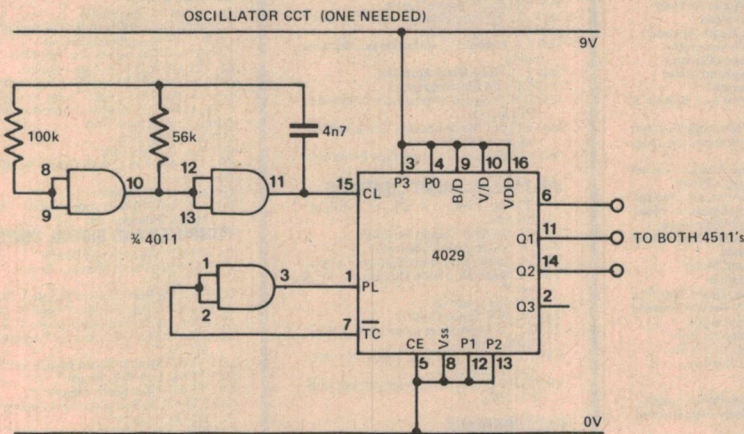 OSCILLATOR CCT (ONE NEEDED)
9V
100k
56k
4n7
8
9
10
12
13
11
¾ 4011
15 CL
3 4 9 10 16
P3 P0 B/D V/D VDD
6
Q1 11
TO BOTH 4511's
4029
Q2 14
Q3 2
1
2
3
1 PL
7 TC
CE Vss P1 P2
5 8 12 13
0V